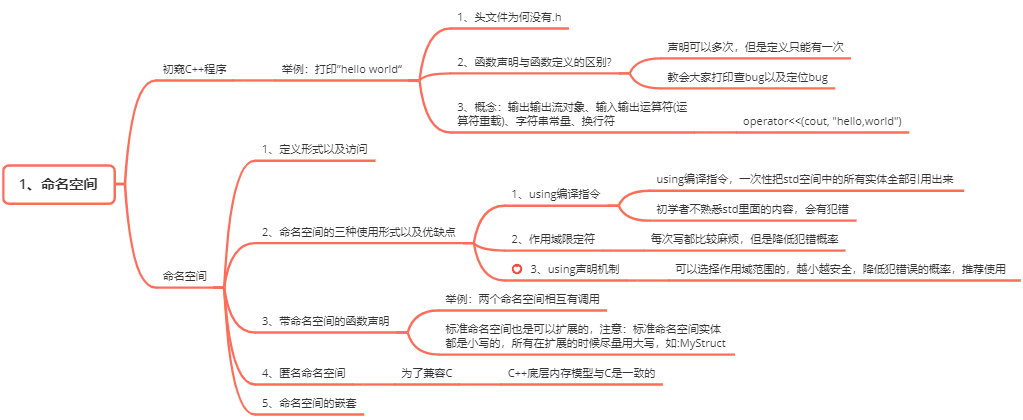 1、命名空间
初窥C++程序
举例：打印"hello world"
1、头文件为何没有.h
2、函数声明与函数定义的区别？
声明可以多次，但是定义只能有一次
教会大家打印查bug以及定位bug
3、概念：输出输出流对象、输入输出运算符(运
算符重载)、字符串常量、换行符
operator<<(cout, "hello,world")
命名空间
1、定义形式以及访问
2、命名空间的三种使用形式以及优缺点
1、using编译指令
using编译指令，一次性把std空间中的所有实体全部引用出来
初学者不熟悉std里面的内容，会有犯错
2、作用域限定符
每次写都比较麻烦，但是降低犯错概率
3、using声明机制
可以选择作用域范围的，越小越安全，降低犯错误的概率，推荐使用
3、带命名空间的函数声明
举例：两个命名空间相互有调用
标准命名空间也是可以扩展的，注意：标准命名空间实体
都是小写的，所有在扩展的时候尽量用大写，如:MyStruct
4、匿名命名空间
为了兼容C
C++底层内存模型与C是一致的
5、命名空间的嵌套